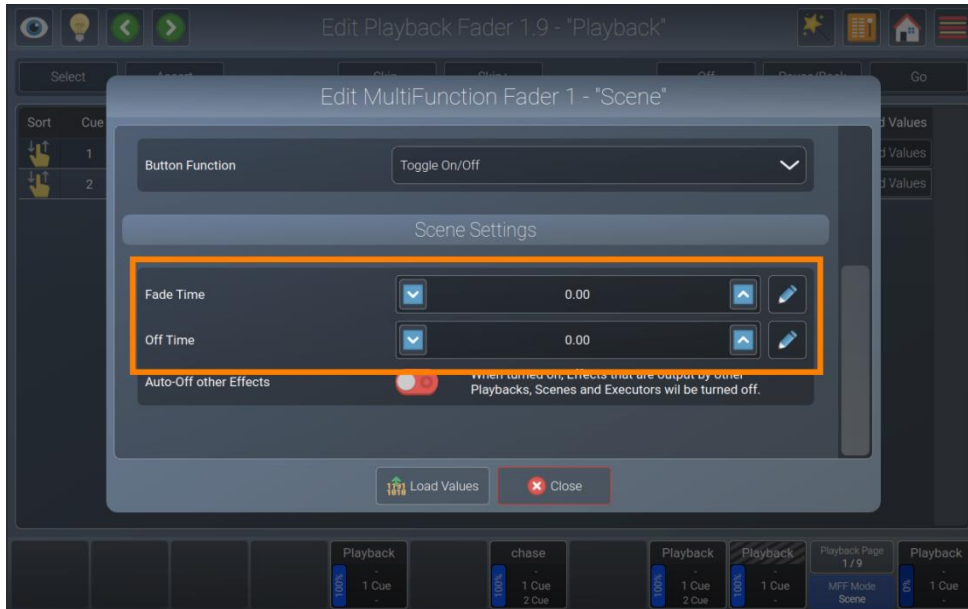 Edit Playback Fader 1.9 - "Playback"
Select
Skip-
Skip+
Off
Go
Edit MultiFunction Fader 1 - "Scene"
Sort
Cue
d Values
1
d Values
2
d Values
Button Function
Toggle On/Off
Scene Settings
Fade Time
0.00
Off Time
0.00
Auto-Off other Effects
When turned on, Effects that are output by other
Playbacks, Scenes and Executors wil be turned off.
Load Values
Close
Playback
-
1 Cue
-
100%
chase
-
1 Cue
2 Cue
100%
Playback
-
1 Cue
2 Cue
100%
Playback
-
1 Cue
-
100%
Playback Page
1 / 9
MFF Mode
Scene
Playback
-
1 Cue
-
0%